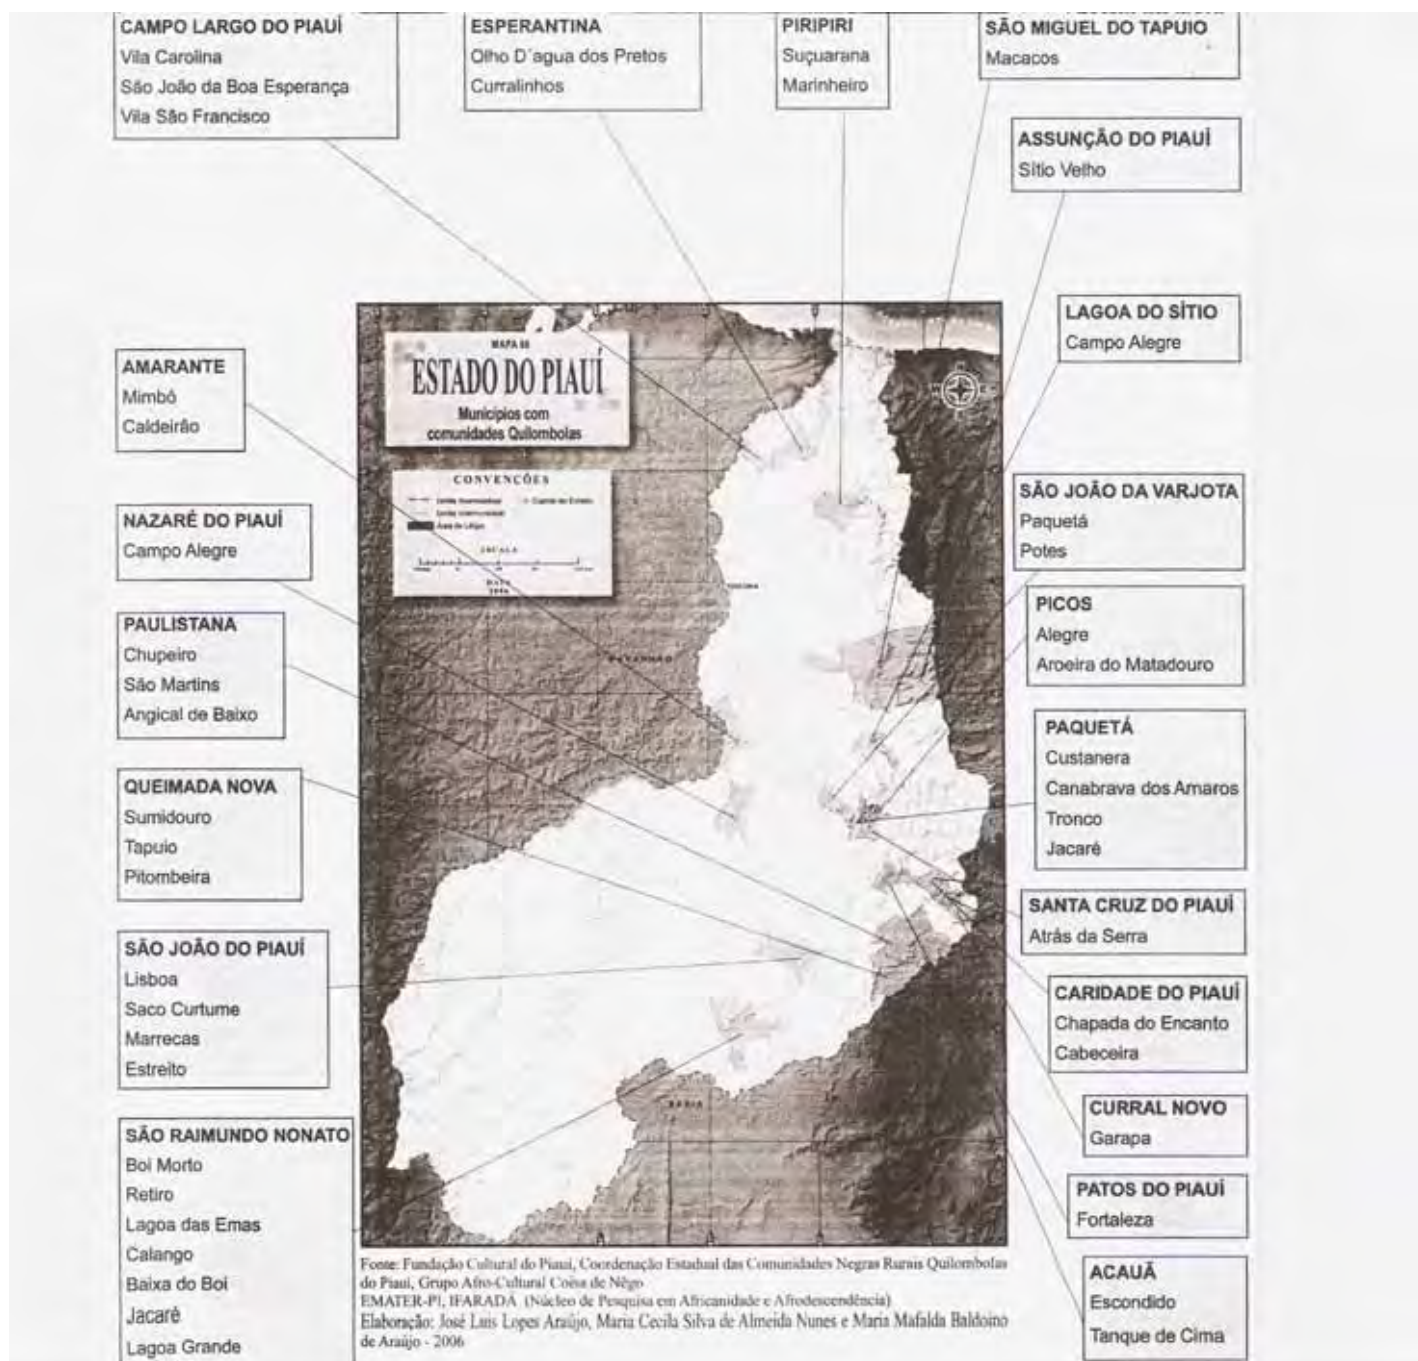 CAMPO LARGO DO PIAUÍ
Vila Carolina
São João da Boa Esperança
Vila São Francisco
ESPERANTINA
Olho D´agua dos Pretos
Curralinhos
PIRIPIRI
Suçuarana
Marinheiro
SÃO MIGUEL DO TAPUIO
Macacos
ASSUNÇÃO DO PIAUÍ
Sítio Velho
LAGOA DO SÍTIO
Campo Alegre
AMARANTE
Mimbó
Caldeirão
NAZARÉ DO PIAUÍ
Campo Alegre
PAULISTANA
Chupeiro
São Martins
Angical de Baixo
QUEIMADA NOVA
Sumidouro
Tapuio
Pitombeira
SÃO JOÃO DO PIAUÍ
Lisboa
Saco Curtume
Marrecas
Estreito
SÃO RAIMUNDO NONATO
Boi Morto
Retiro
Lagoa das Emas
Calango
Baixa do Boi
Jacaré
Lagoa Grande
MAPA
ESTADO DO PIAUÍ
Municípios com
comunidades Quilombolas
CONVENÇÕES
ESCALA
DATA
2006
MARANHÃO
BAHIA
SÃO JOÃO DA VARJOTA
Paquetá
Potes
PICOS
Alegre
Aroeira do Matadouro
PAQUETÁ
Custanera
Canabrava dos Amaros
Tronco
Jacaré
SANTA CRUZ DO PIAUÍ
Atrás da Serra
CARIDADE DO PIAUÍ
Chapada do Encanto
Cabeceira
CURRAL NOVO
Garapa
PATOS DO PIAUÍ
Fortaleza
ACAUÃ
Escondido
Tanque de Cima
Fonte: Fundação Cultural do Piauí, Coordenação Estadual das Comunidades Negras Rurais Quilombolas
do Piauí, Grupo Afro-Cultural Coisa de Nêgo
EMATER-PI, IFARADÁ (Núcleo de Pesquisa em Africanidade e Afrodescendência)
Elaboração: José Luis Lopes Araújo, Maria Cecila Silva de Almeida Nunes e Maria Mafalda Baldoino
de Araújo - 2006